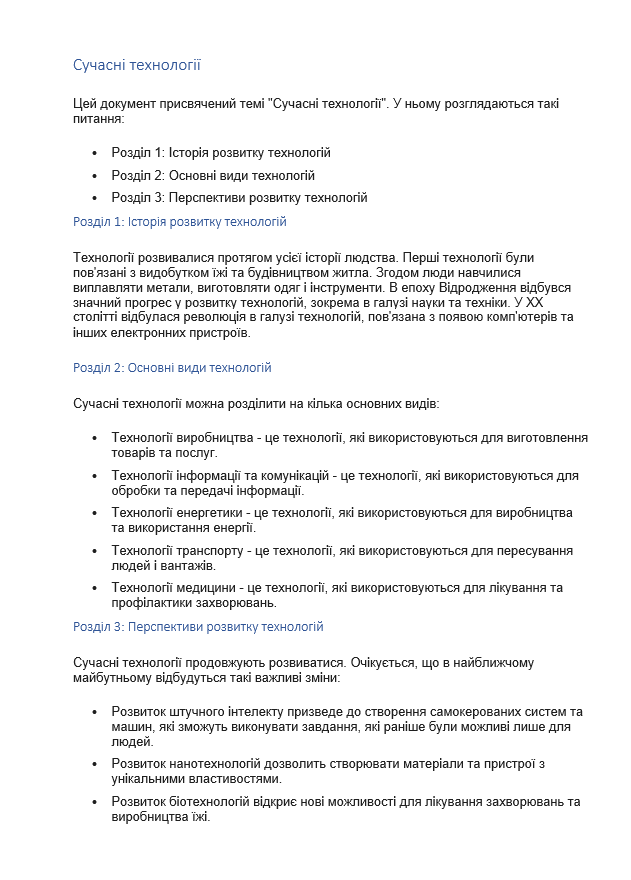 Сучасні технології
Цей документ присвячений темі "Сучасні технології". У ньому розглядаються такі
питання:
• Розділ 1: Історія розвитку технологій
• Розділ 2: Основні види технологій
• Розділ 3: Перспективи розвитку технологій
Розділ 1: Історія розвитку технологій
Технології розвивалися протягом усієї історії людства. Перші технології були
пов'язані з видобутком їжі та будівництвом житла. Згодом люди навчилися
виплавляти метали, виготовляти одяг і інструменти. В епоху Відродження відбувся
значний прогрес у розвитку технологій, зокрема в галузі науки та техніки. У XX
столітті відбулася революція в галузі технологій, пов'язана з появою комп'ютерів та
інших електронних пристроїв.
Розділ 2: Основні види технологій
Сучасні технології можна розділити на кілька основних видів:
• Технології виробництва - це технології, які використовуються для виготовлення
товарів та послуг.
• Технології інформації та комунікацій - це технології, які використовуються для
обробки та передачі інформації.
• Технології енергетики - це технології, які використовуються для виробництва
та використання енергії.
• Технології транспорту - це технології, які використовуються для пересування
людей і вантажів.
• Технології медицини - це технології, які використовуються для лікування та
профілактики захворювань.
Розділ 3: Перспективи розвитку технологій
Сучасні технології продовжують розвиватися. Очікується, що в найближчому
майбутньому відбудуться такі важливі зміни:
• Розвиток штучного інтелекту призведе до створення самокерованих систем та
машин, які зможуть виконувати завдання, які раніше були можливі лише для
людей.
• Розвиток нанотехнологій дозволить створювати матеріали та пристрої з
унікальними властивостями.
• Розвиток біотехнологій відкриє нові можливості для лікування захворювань та
виробництва їжі.